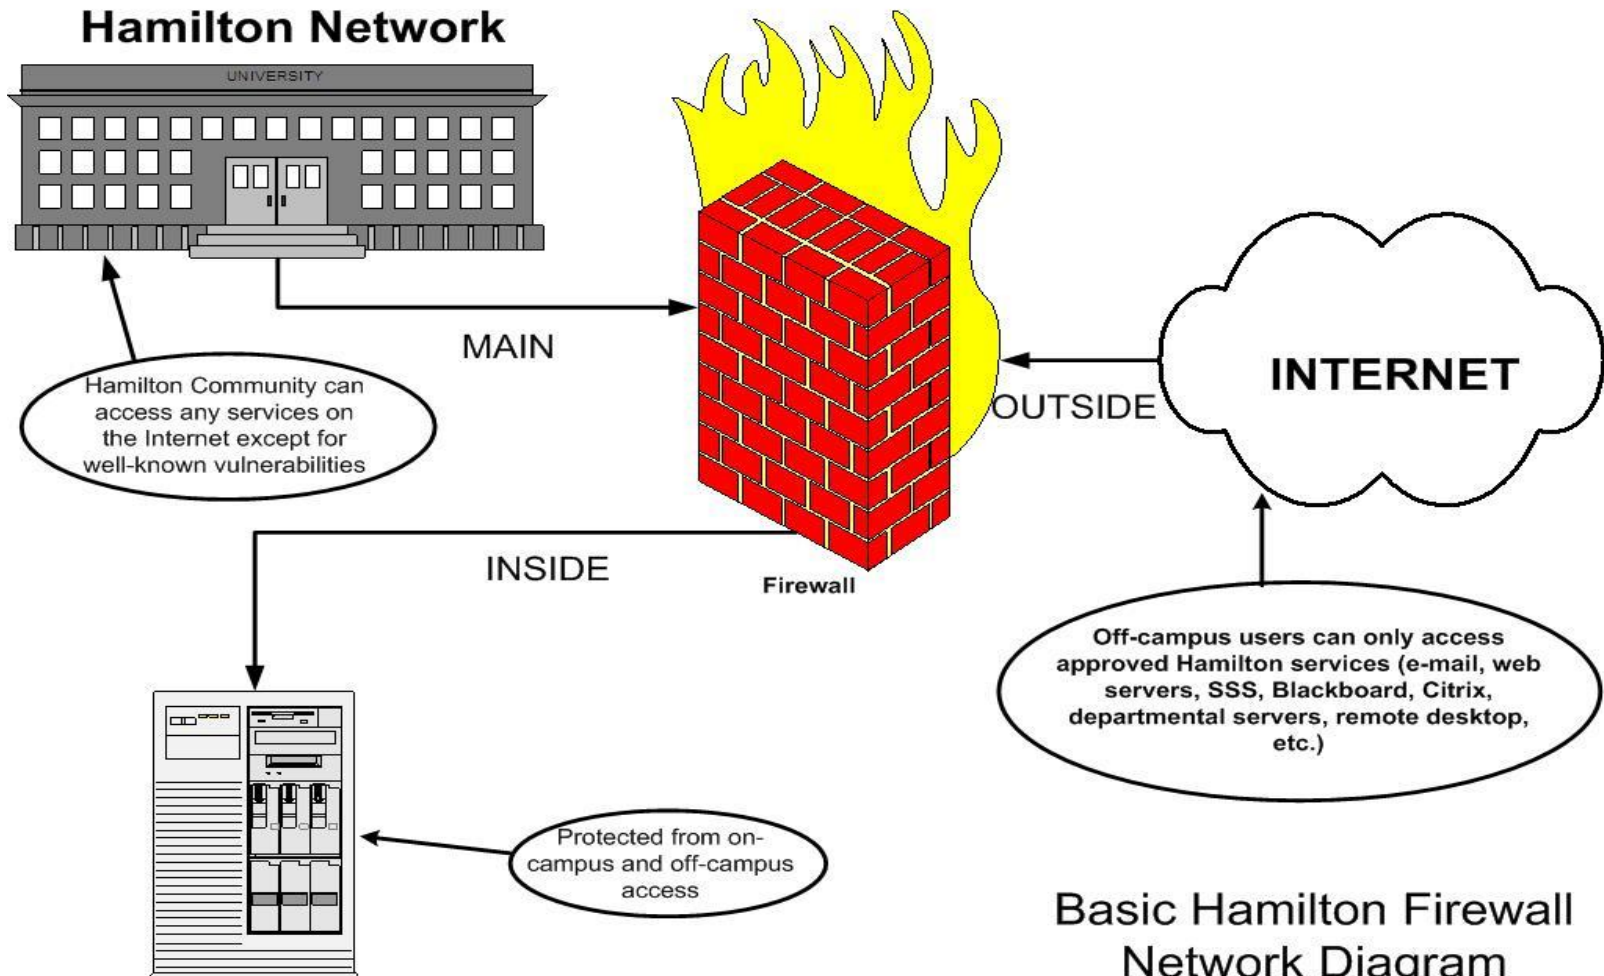 Hamilton Network
UNIVERSITY
MAIN
Hamilton Community can
access any services on
the Internet except for
well-known vulnerabilities
INTERNET
OUTSIDE
INSIDE
Firewall
Off-campus users can only access
approved Hamilton services (e-mail, web
servers, SSS, Blackboard, Citrix,
departmental servers, remote desktop,
etc.)
Protected from on-
campus and off-campus
access
Basic Hamilton Firewall
Network Diagram